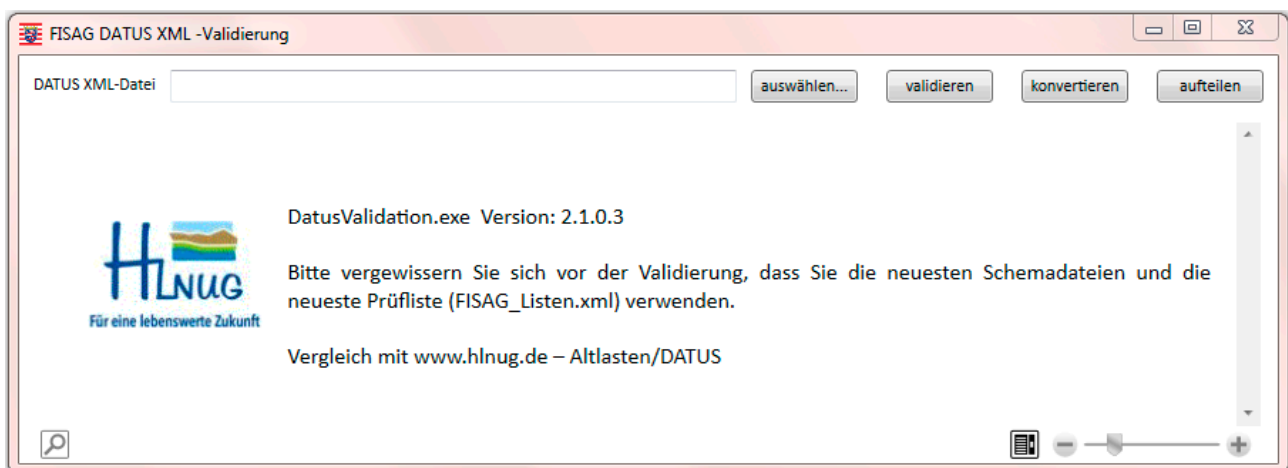 FISAG DATUS XML -Validierung
DATUS XML-Datei auswählen... validieren konvertieren aufteilen
DatusValidation.exe Version: 2.1.0.3
Bitte vergewissern Sie sich vor der Validierung, dass Sie die neuesten Schemadateien und die
neueste Prüfliste (FISAG_Listen.xml) verwenden.
HLNUG
Für eine lebenswerte Zukunft
Vergleich mit www.hlnug.de – Altlasten/DATUS